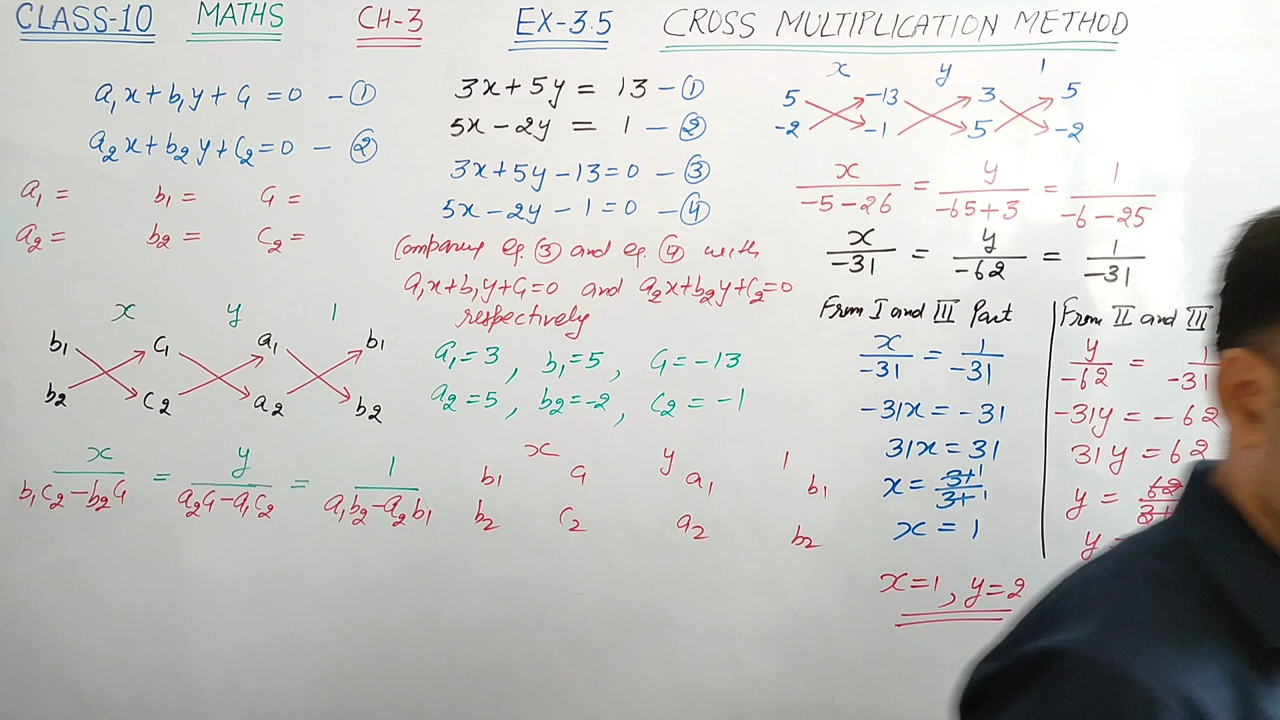 CLASS-10 MATHS CH-3 EX-3.5 CROSS MULTIPLICATION METHOD
a₁x+b₁y+c₁=0 -①
a₂x+b₂y+c₂=0 - ②
a₁= b₁= c₁=
a₂= b₂= c₂=
x y 1
b₁ c₁ a₁ b₁
b₂ c₂ a₂ b₂
x/(b₁c₂-b₂c₁) = y/(a₂c₁-a₁c₂) = 1/(a₁b₂-a₂b₁)
3x+5y = 13 -①
5x-2y = 1 - ②
3x+5y-13=0 -③
5x-2y-1=0 -④
Comparing eq. ③ and eq. ④ with
a₁x+b₁y+c₁=0 and a₂x+b₂y+c₂=0
respectively
a₁=3, b₁=5, c₁=-13
a₂=5, b₂=-2, c₂=-1
x y 1
b₁ c₁ a₁ b₁
b₂ c₂ a₂ b₂
x y 1
5 -13 3 5
-2 -1 5 -2
x/(-5-26) = y/(-65+3) = 1/(-6-25)
x/-31 = y/-62 = 1/-31
From I and III Part
x/-31 = 1/-31
-31x=-31
31x=31
x=31/31
x=1
From II and III
y/-62 = 1/-31
-31y=-62
31y=62
y=62/31
y=
x=1, y=2